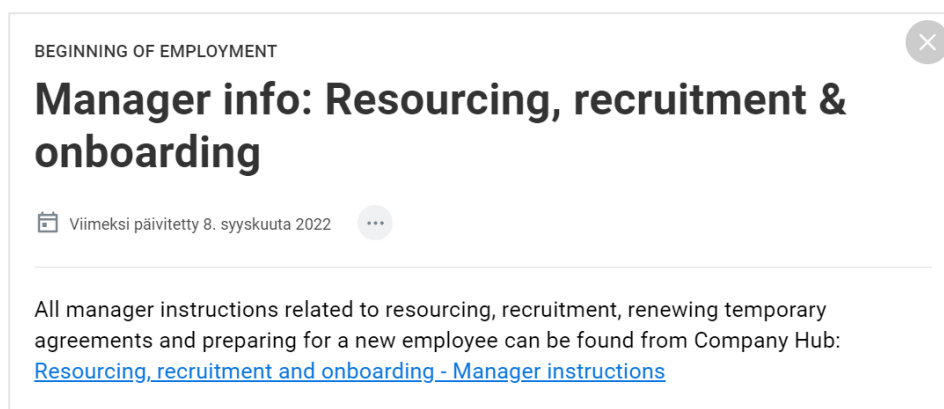 BEGINNING OF EMPLOYMENT
Manager info: Resourcing, recruitment &
onboarding
Viimeksi päivitetty 8. syyskuuta 2022
All manager instructions related to resourcing, recruitment, renewing temporary
agreements and preparing for a new employee can be found from Company Hub:
Resourcing, recruitment and onboarding - Manager instructions